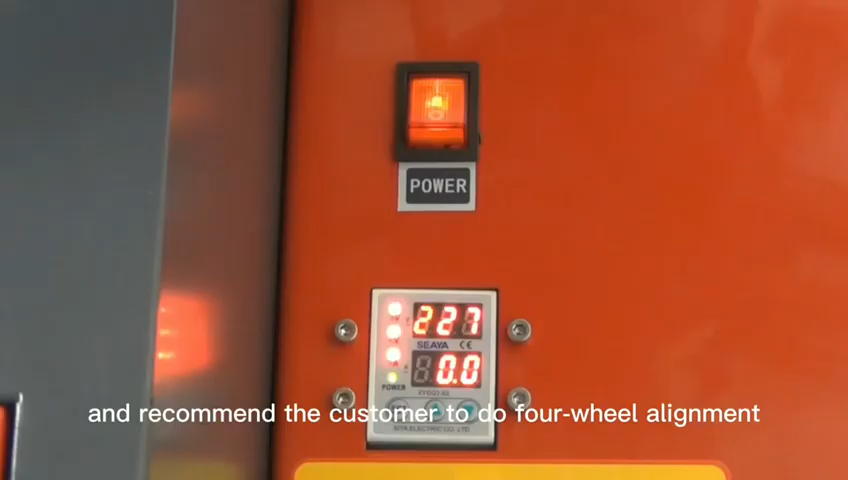 POWER
227
SEAYA CE
0.0
POWER
and recommend the customer to do four-wheel alignment